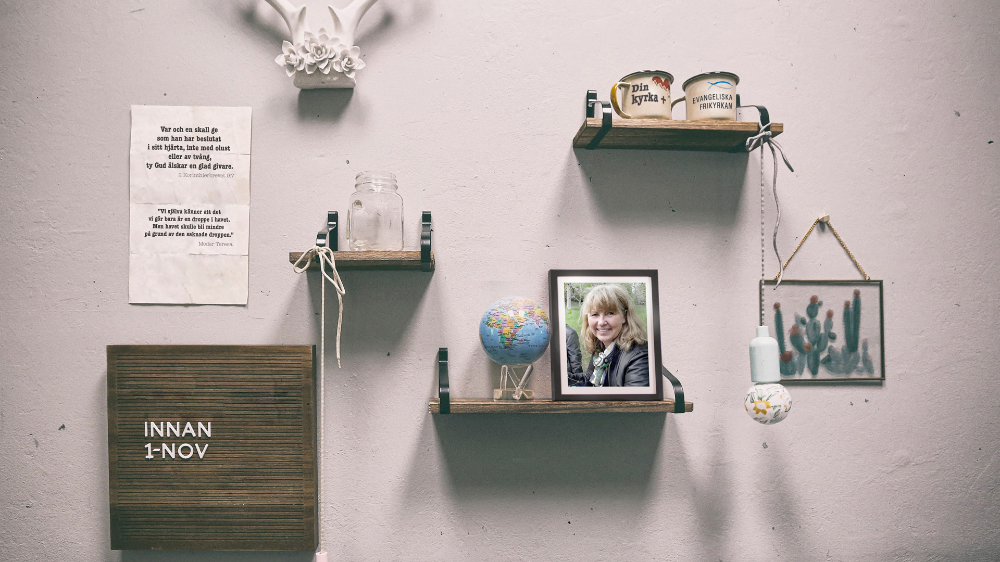 Var och en skall ge
som han har beslutat
i sitt hjärta, inte med olust
eller av tvång,
ty Gud älskar en glad givare.
2 Korinthierbrevet 9:7
"Vi själva känner att det
vi gör bara är en droppe i havet.
Men havet skulle bli mindre
på grund av den saknade droppen."
Moder Teresa
Din
kyrka +
EVANGELISKA
FRIKYRKAN
INNAN
1-NOV